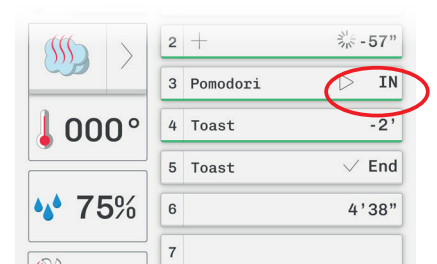 2 + -57”
3 Pomodori IN
000°
4 Toast -2’
5 Toast ✓ End
75%
6 4’38”
7